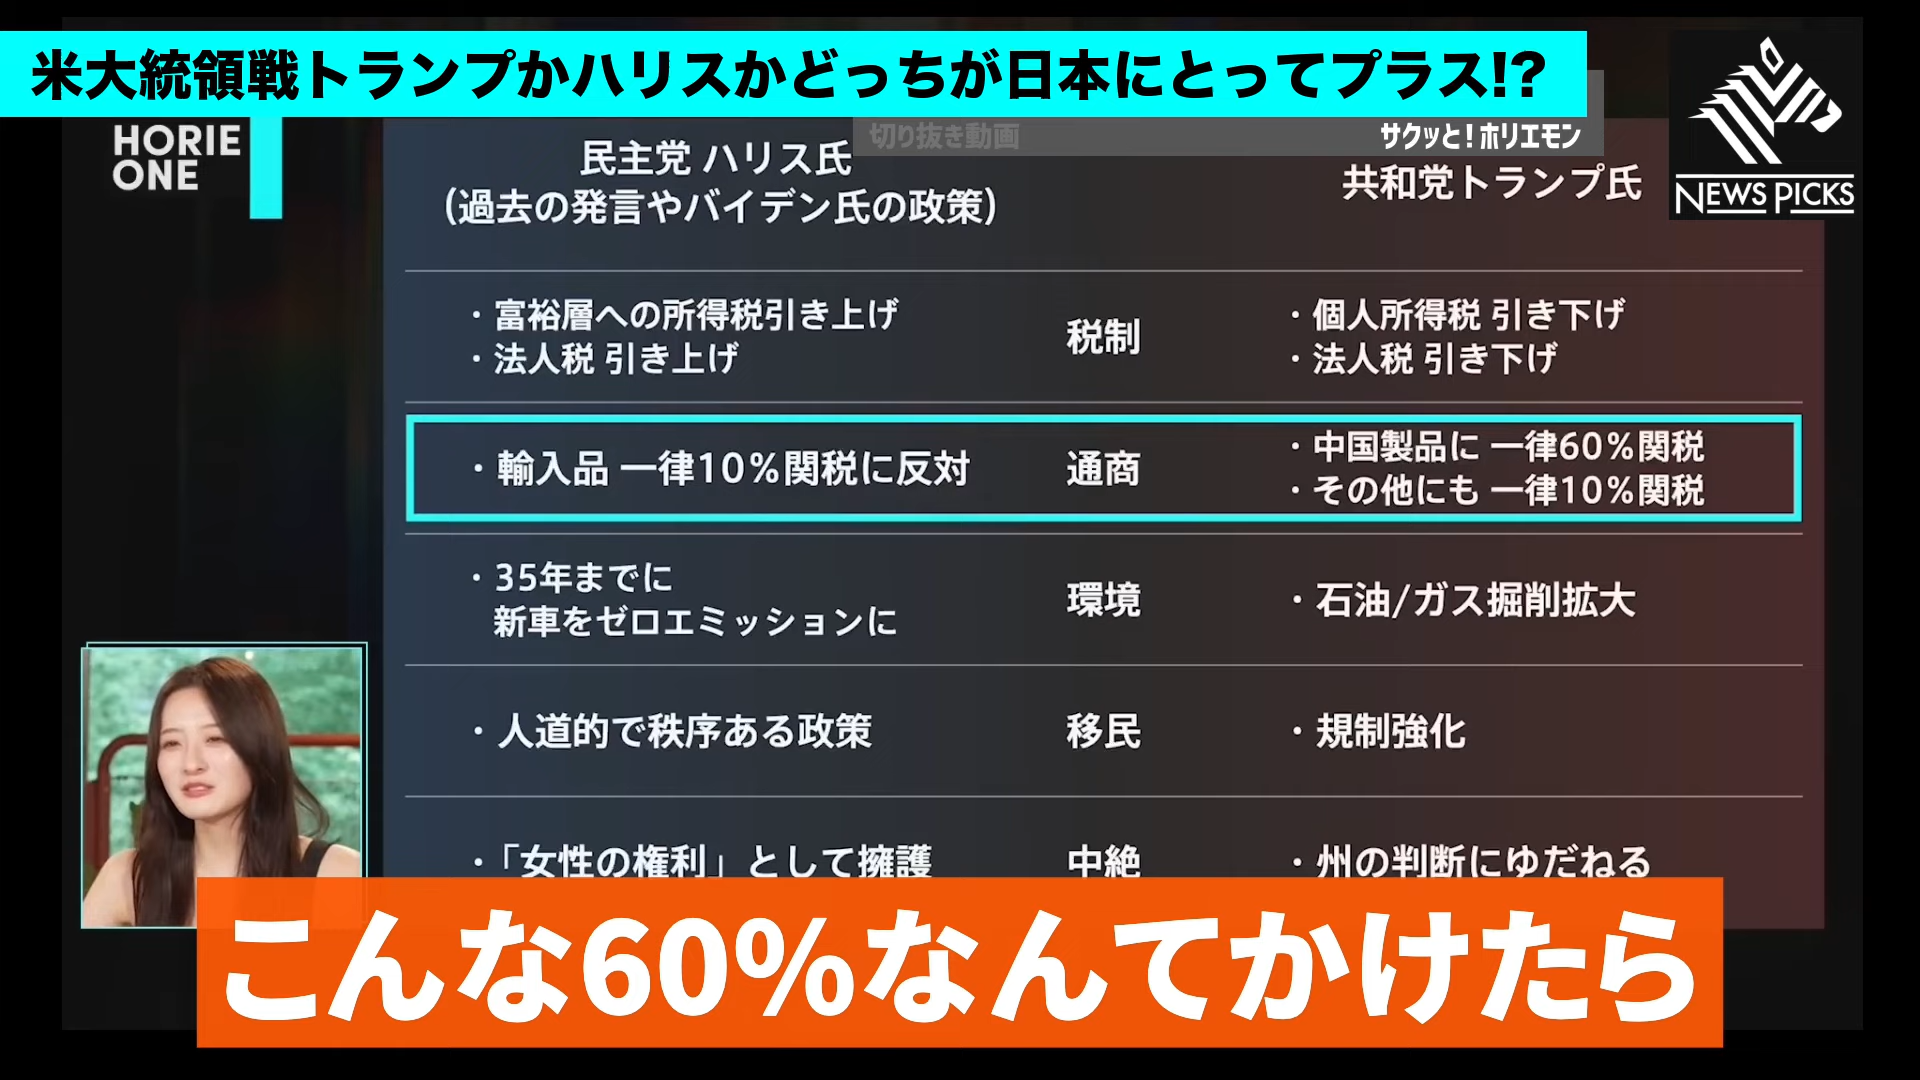 米大統領戦トランプかハリスかどっちが日本にとってプラス!?
切り抜き動画
サクッと!ホリエモン
NEWS PICKS
HORIE
ONE
民主党 ハリス氏
(過去の発言やバイデン氏の政策)
共和党トランプ氏
・富裕層への所得税引き上げ
・法人税 引き上げ
税制
・個人所得税 引き下げ
・法人税 引き下げ
・輸入品 一律10%関税に反対
通商
・中国製品に 一律60%関税
・その他にも 一律10%関税
・35年までに
新車をゼロエミッションに
環境
・石油/ガス掘削拡大
・人道的で秩序ある政策
移民
・規制強化
・「女性の権利」として擁護
中絶
・州の判断にゆだねる
こんな60%なんてかけたら